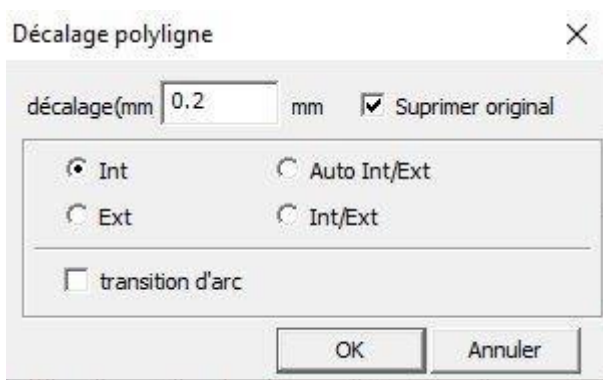 Décalage polyligne
décalage(mm 0.2 mm Suprimer original
Int Auto Int/Ext
Ext Int/Ext
transition d'arc
OK Annuler